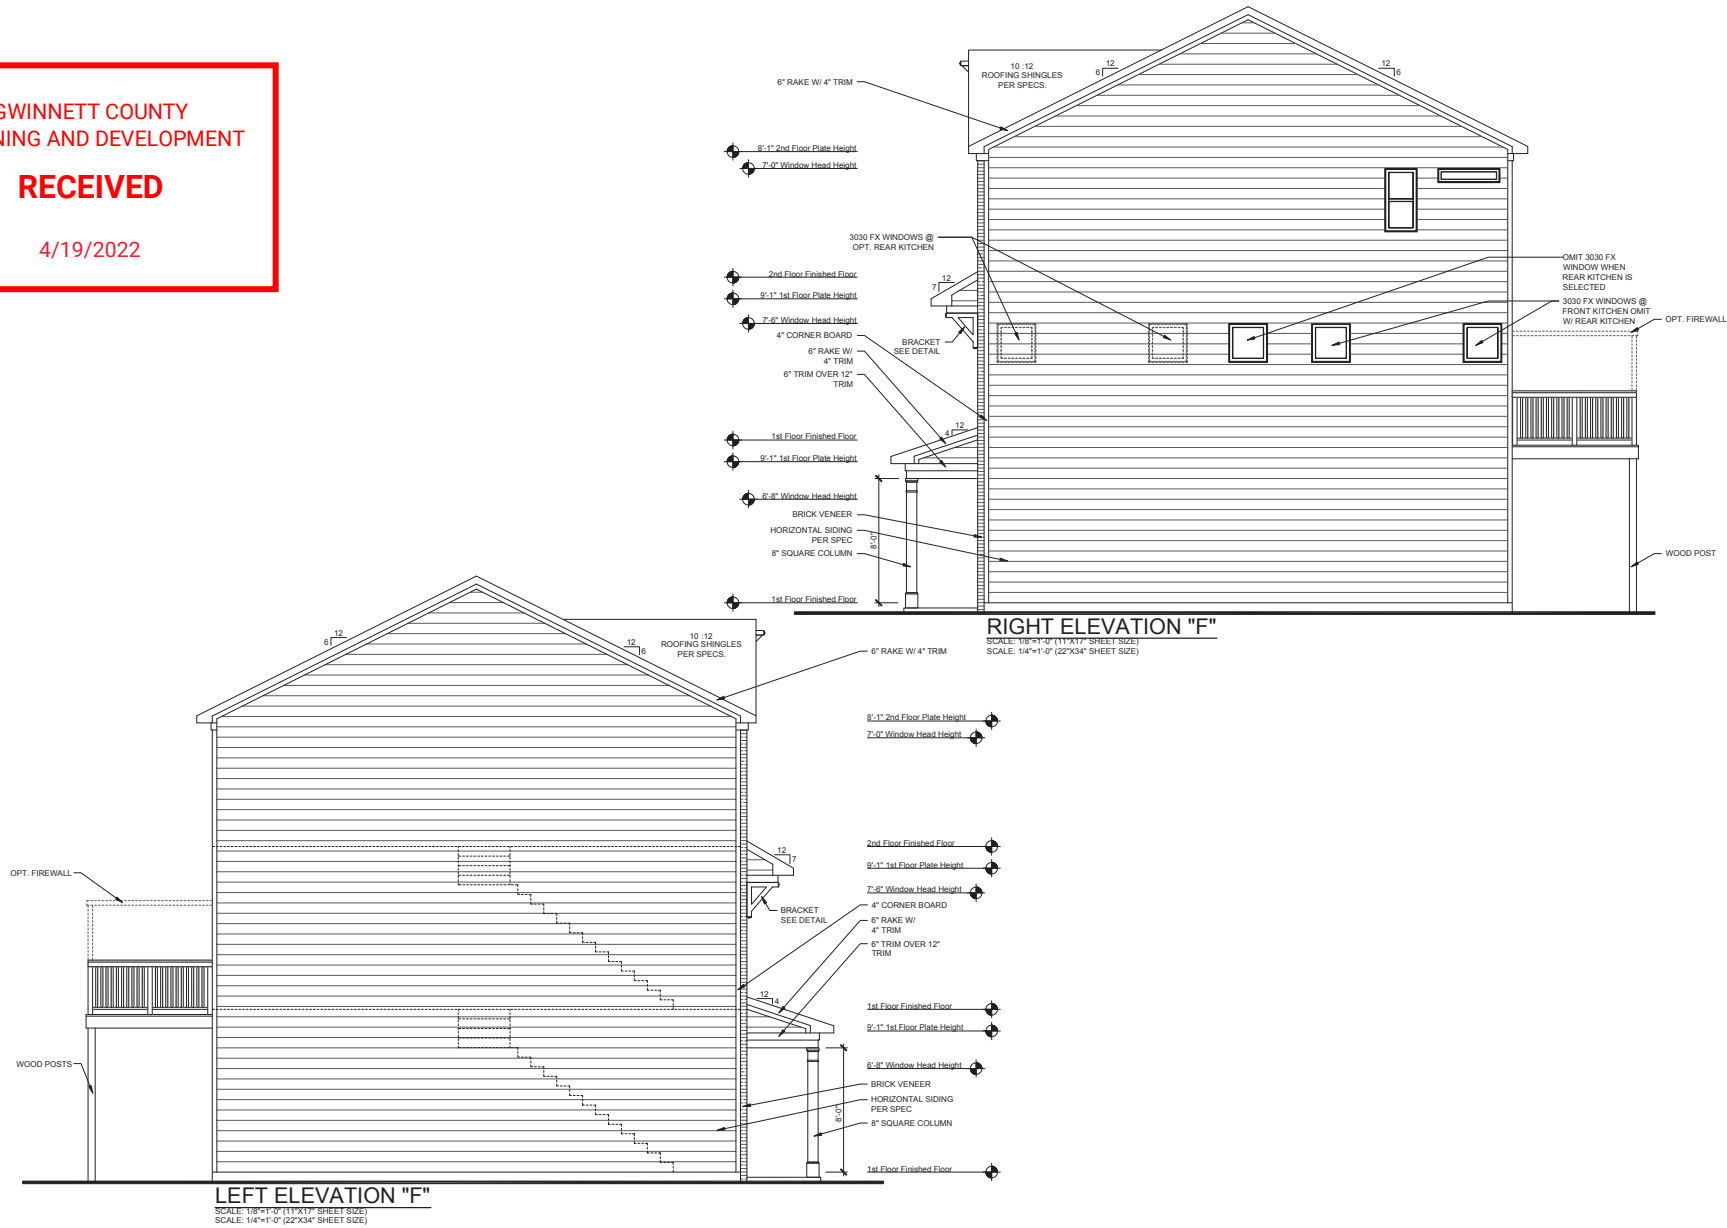 GWINNETT COUNTY
NING AND DEVELOPMENT
RECEIVED
4/19/2022
10 :12
ROOFING SHINGLES
PER SPECS.
12
6
12
6
6" RAKE W/ 4" TRIM
8'-1" 2nd Floor Plate Height
7'-0" Window Head Height
3030 FX WINDOWS @
OPT. REAR KITCHEN
2nd Floor Finished Floor
9'-1" 1st Floor Plate Height
7'-6" Window Head Height
4" CORNER BOARD
6" RAKE W/
4" TRIM
6" TRIM OVER 12"
TRIM
12
7
BRACKET
SEE DETAIL
OMIT 3030 FX
WINDOW WHEN
REAR KITCHEN IS
SELECTED
3030 FX WINDOWS @
FRONT KITCHEN OMIT
W/ REAR KITCHEN
OPT. FIREWALL
1st Floor Finished Floor
9'-1" 1st Floor Plate Height
12
4
6'-8" Window Head Height
BRICK VENEER
HORIZONTAL SIDING
PER SPEC
8" SQUARE COLUMN
8'-0"
WOOD POST
1st Floor Finished Floor
RIGHT ELEVATION "F"
SCALE: 1/8"=1'-0" (11"X17" SHEET SIZE)
SCALE: 1/4"=1'-0" (22"X34" SHEET SIZE)
12
6
12
6
10 :12
ROOFING SHINGLES
PER SPECS.
6" RAKE W/ 4" TRIM
8'-1" 2nd Floor Plate Height
7'-0" Window Head Height
2nd Floor Finished Floor
9'-1" 1st Floor Plate Height
7'-6" Window Head Height
12
7
OPT. FIREWALL
BRACKET
SEE DETAIL
4" CORNER BOARD
6" RAKE W/
4" TRIM
6" TRIM OVER 12"
TRIM
12
4
1st Floor Finished Floor
9'-1" 1st Floor Plate Height
6'-8" Window Head Height
WOOD POSTS
BRICK VENEER
HORIZONTAL SIDING
PER SPEC
8" SQUARE COLUMN
8'-0"
1st Floor Finished Floor
LEFT ELEVATION "F"
SCALE: 1/8"=1'-0" (11"X17" SHEET SIZE)
SCALE: 1/4"=1'-0" (22"X34" SHEET SIZE)